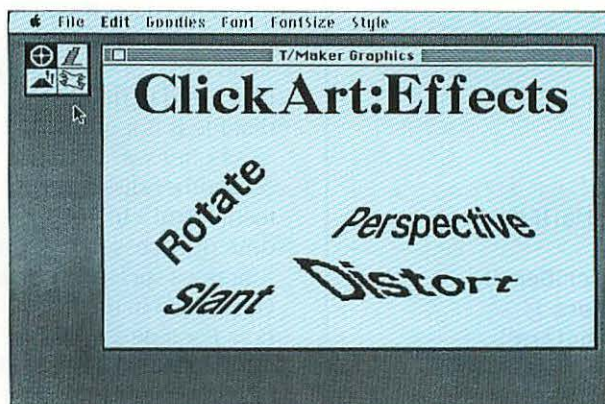 File Edit Goodies Font FontSize Style
T/Maker Graphics
ClickArt:Effects
Rotate
Perspective
Slant
Distort